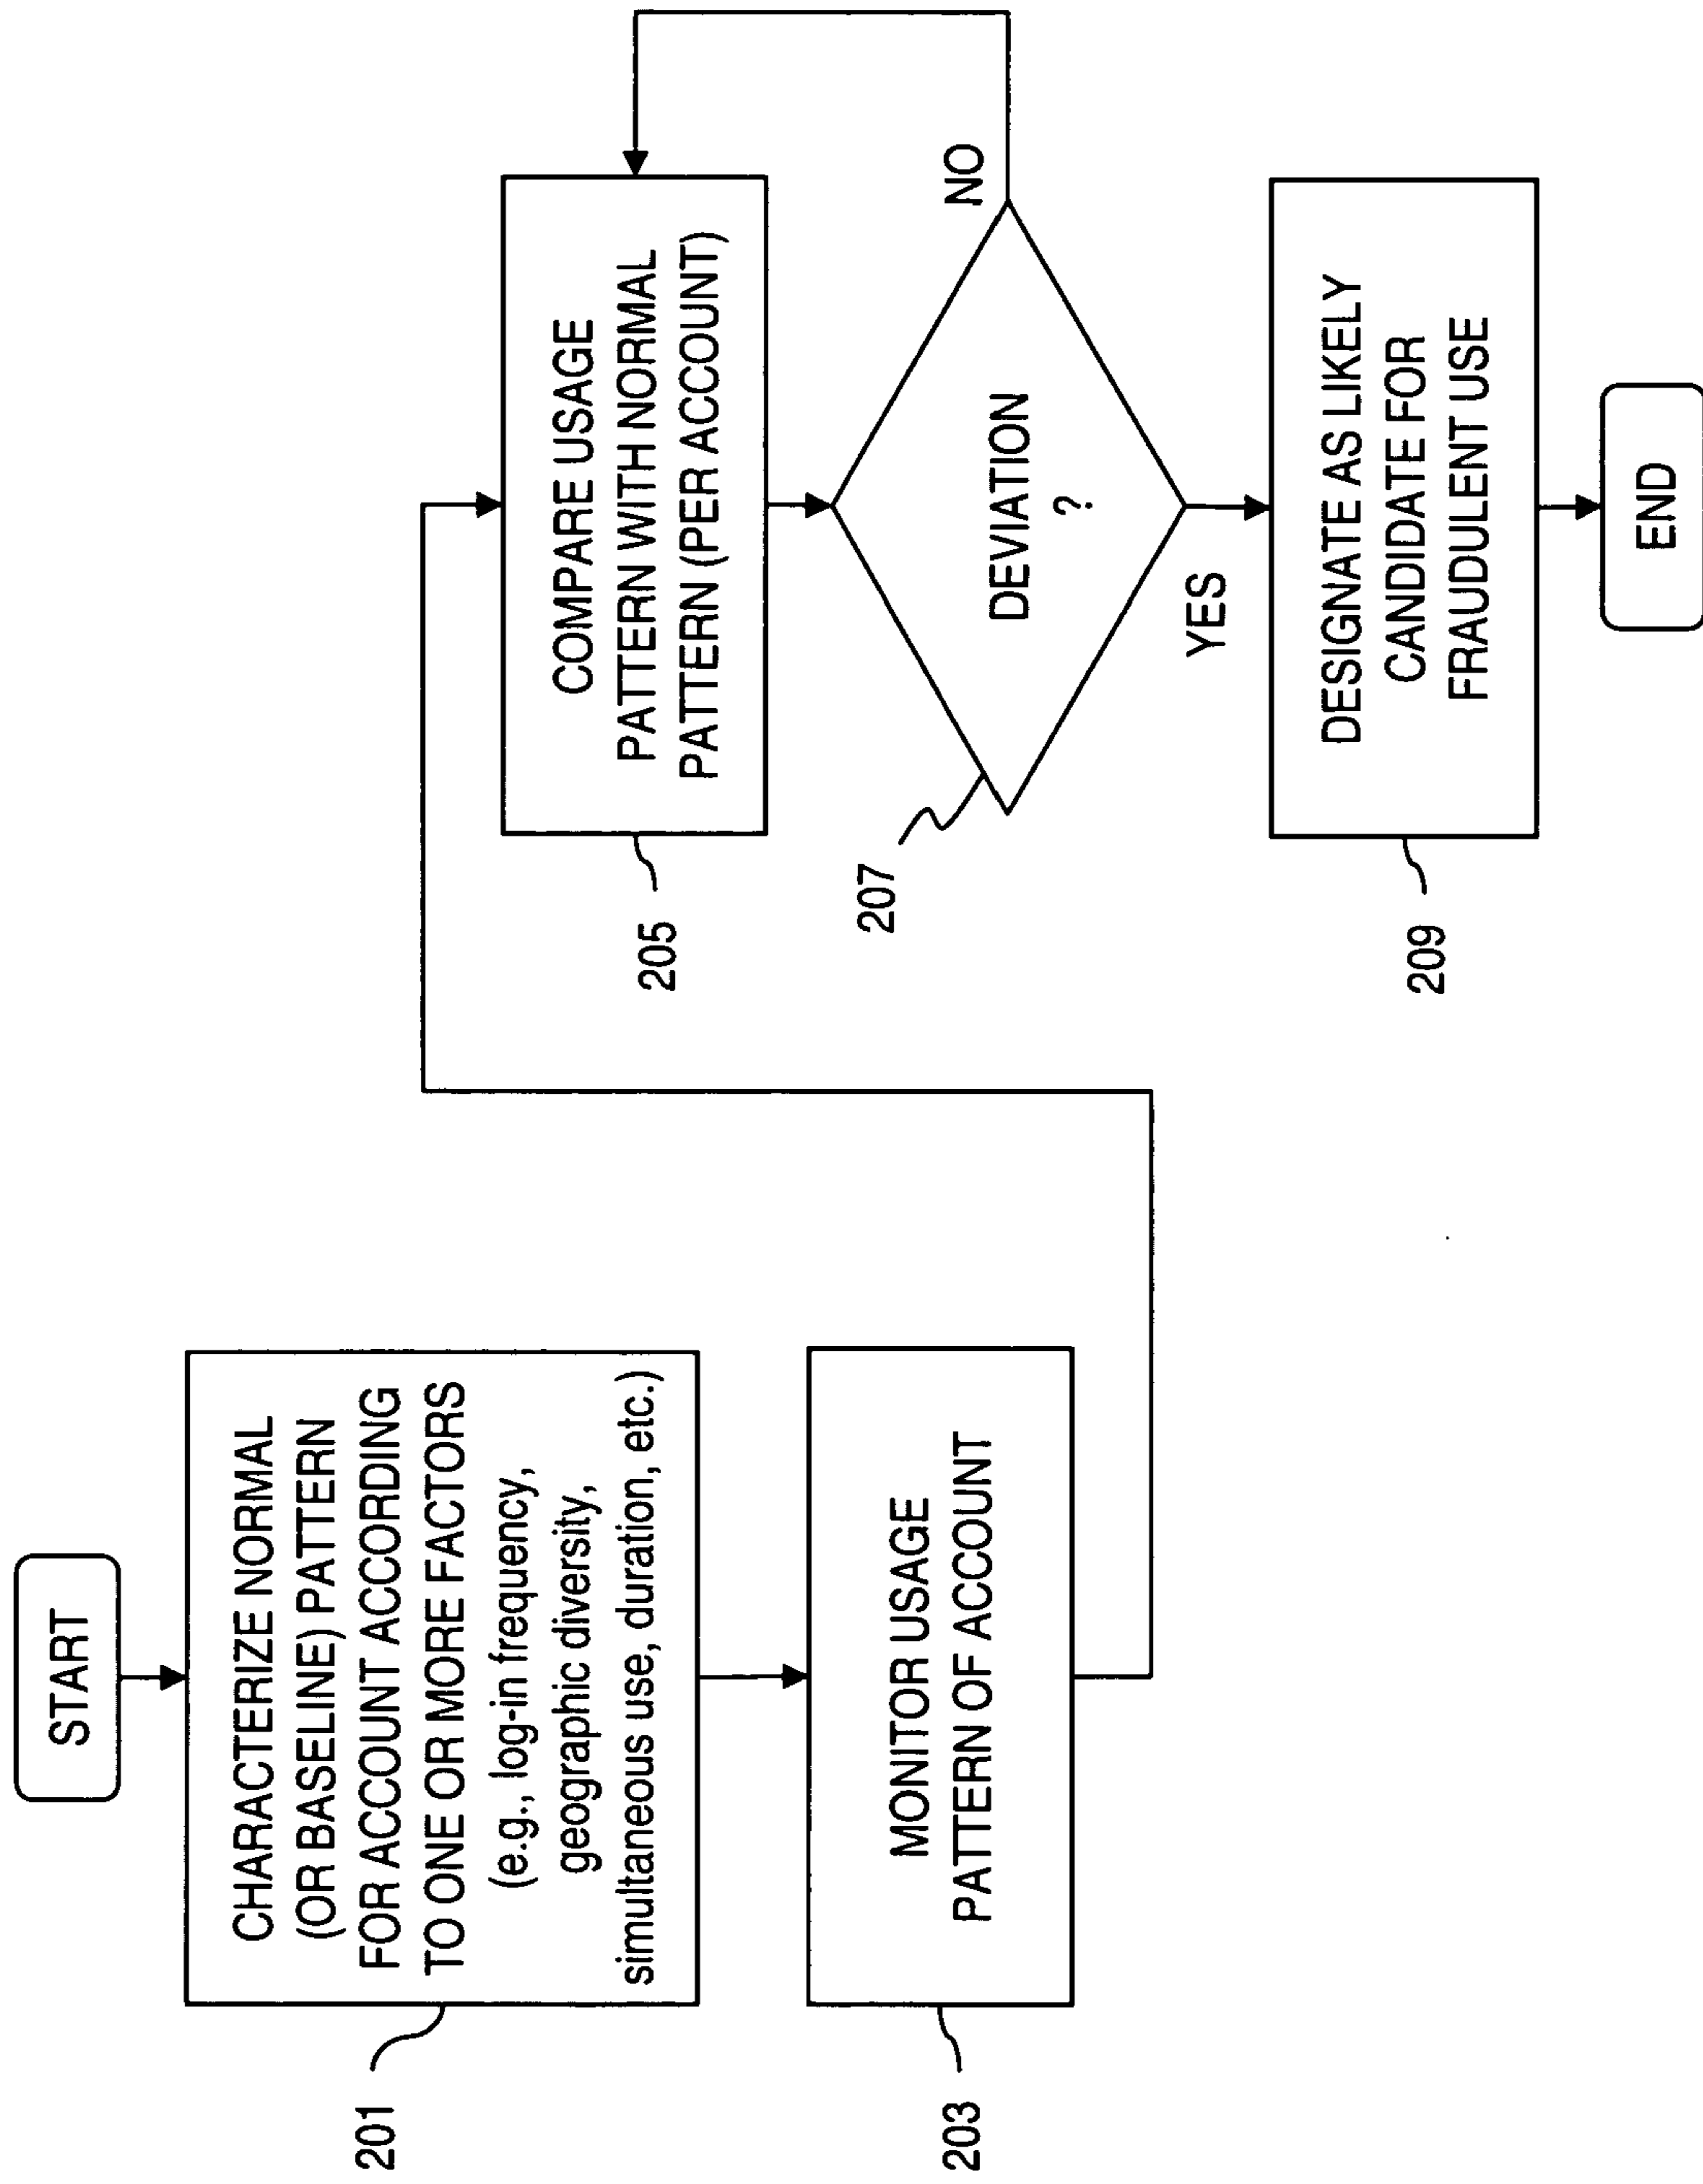 START
CHARACTERIZE NORMAL
(OR BASELINE) PATTERN
FOR ACCOUNT ACCORDING
TO ONE OR MORE FACTORS
(e.g., log-in frequency,
geographic diversity,
simultaneous use, duration, etc.)
201
MONITOR USAGE
PATTERN OF ACCOUNT
203
COMPARE USAGE
PATTERN WITH NORMAL
PATTERN (PER ACCOUNT)
205
DEVIATION
?
207
NO
YES
DESIGNATE AS LIKELY
CANDIDATE FOR
FRAUDULENT USE
209
END